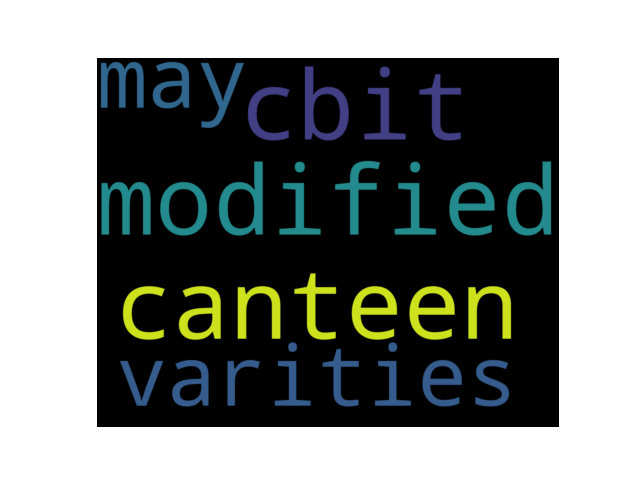 may cbit
modified
canteen
varities